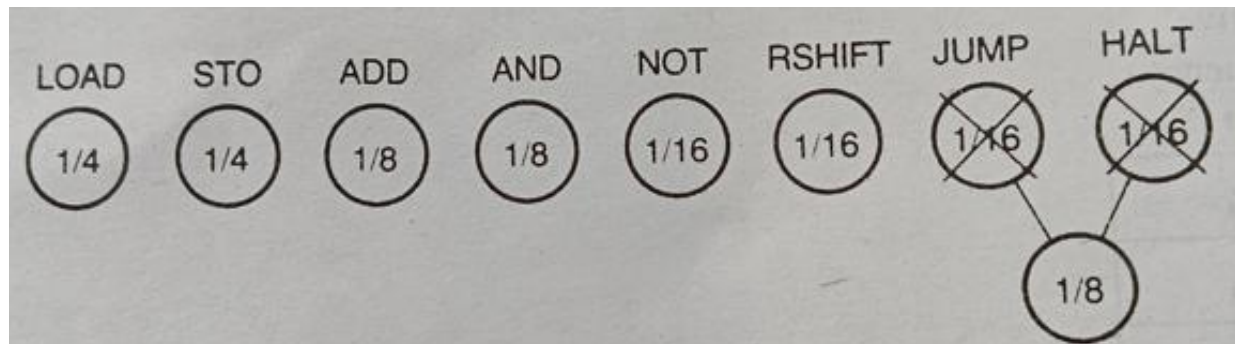 LOAD STO ADD AND NOT RSHIFT JUMP HALT
1/4 1/4 1/8 1/8 1/16 1/16 1/16 1/16
1/8